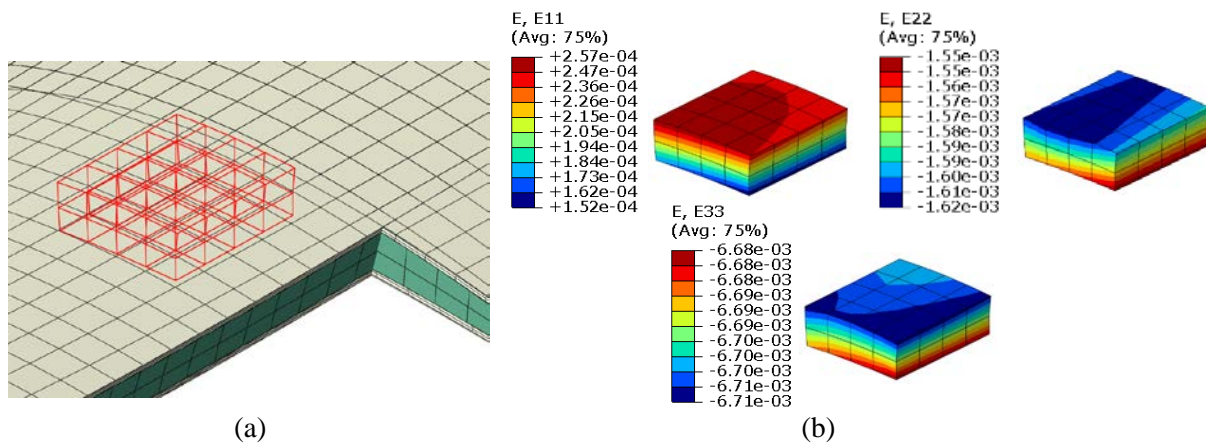 E, E11
(Avg: 75%)
+2.57e-04
+2.47e-04
+2.36e-04
+2.26e-04
+2.15e-04
+2.05e-04
+1.94e-04
+1.84e-04
+1.73e-04
+1.62e-04
+1.52e-04
E, E22
(Avg: 75%)
-1.55e-03
-1.55e-03
-1.56e-03
-1.57e-03
-1.57e-03
-1.58e-03
-1.59e-03
-1.59e-03
-1.60e-03
-1.61e-03
-1.62e-03
E, E33
(Avg: 75%)
-6.68e-03
-6.68e-03
-6.68e-03
-6.69e-03
-6.69e-03
-6.69e-03
-6.70e-03
-6.70e-03
-6.70e-03
-6.71e-03
-6.71e-03
(a)
(b)